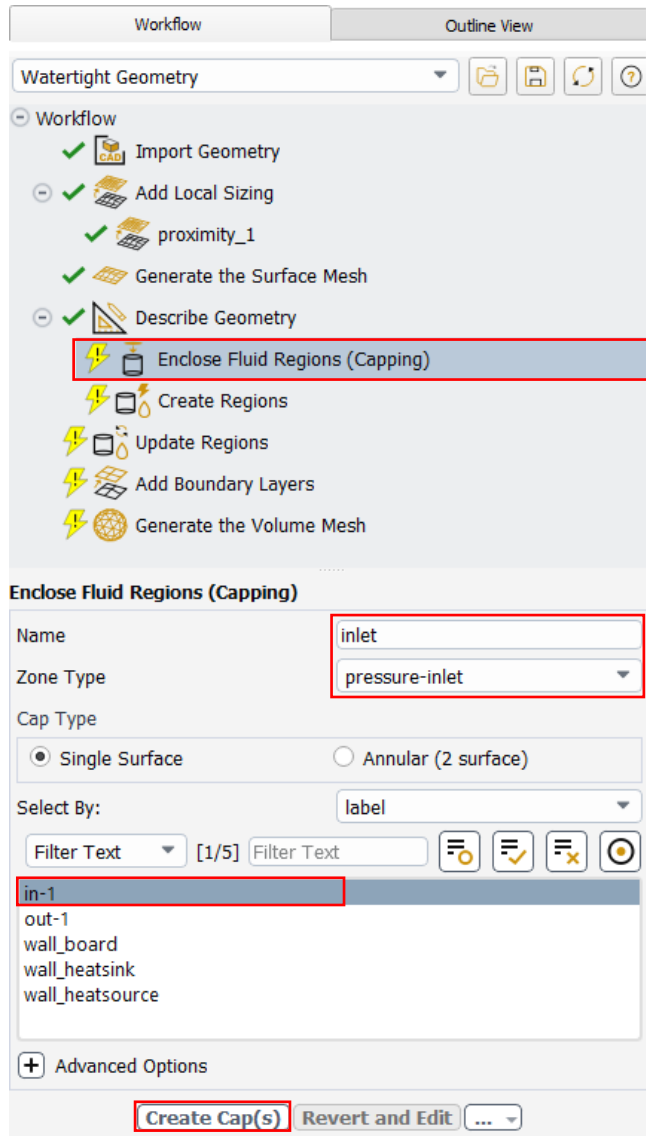 Workflow Outline View
Watertight Geometry
Workflow
CAD Import Geometry
Add Local Sizing
proximity_1
Generate the Surface Mesh
Describe Geometry
Enclose Fluid Regions (Capping)
Create Regions
Update Regions
Add Boundary Layers
Generate the Volume Mesh
Enclose Fluid Regions (Capping)
Name inlet
Zone Type pressure-inlet
Cap Type
Single Surface Annular (2 surface)
Select By: label
Filter Text [1/5] Filter Text
in-1
out-1
wall_board
wall_heatsink
wall_heatsource
+ Advanced Options
Create Cap(s) Revert and Edit ...